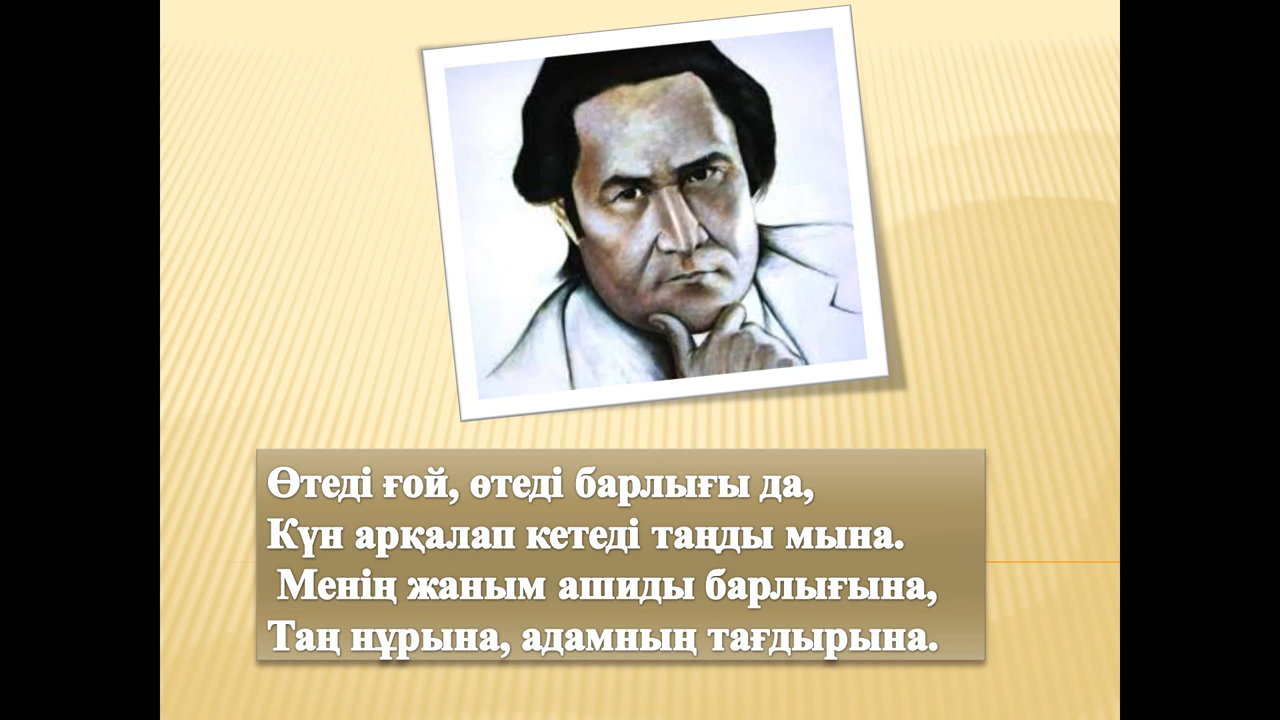 Өтеді ғой, өтеді барлығы да,
Күн арқалап кетеді таңды мына.
Менің жаным ашиды барлығына,
Таң нұрына, адамның тағдырына.